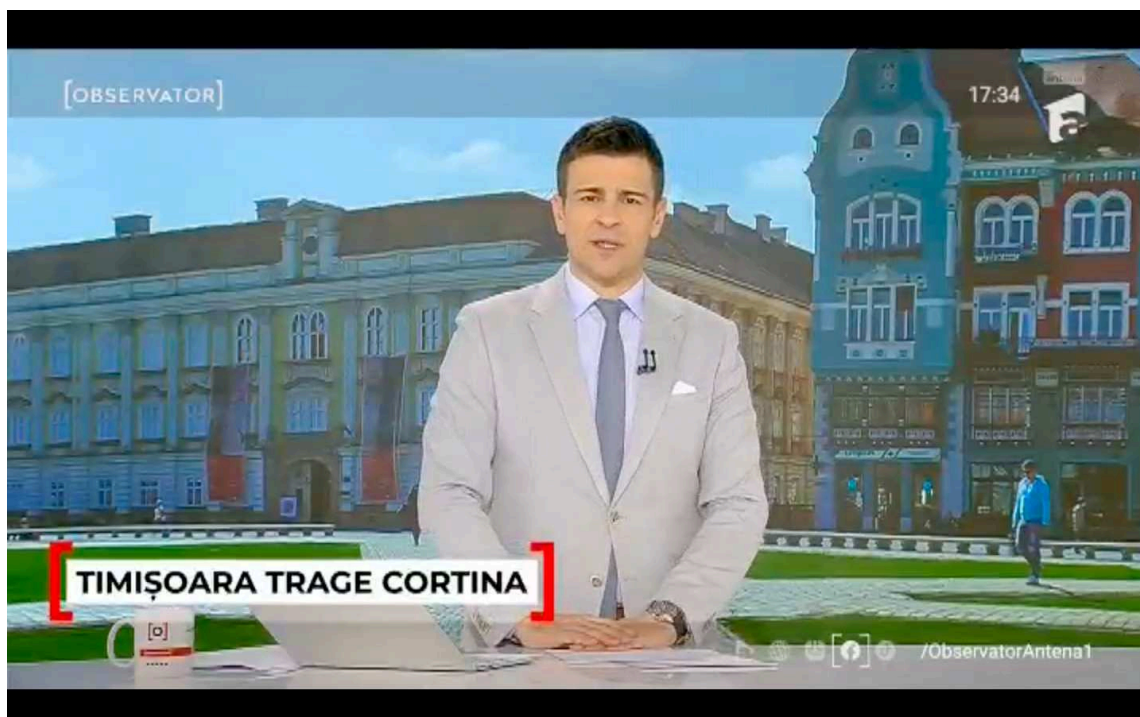 [OBSERVATOR]
17:34
a
TIMIȘOARA TRAGE CORTINA
[o]
/ObservatorAntena1